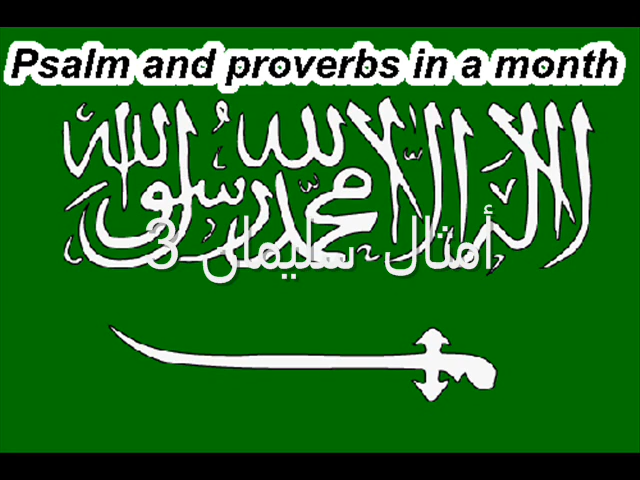 Psalm and proverbs in a month
لا إله إلا الله محمد رسول الله
أمثال سليمان 3